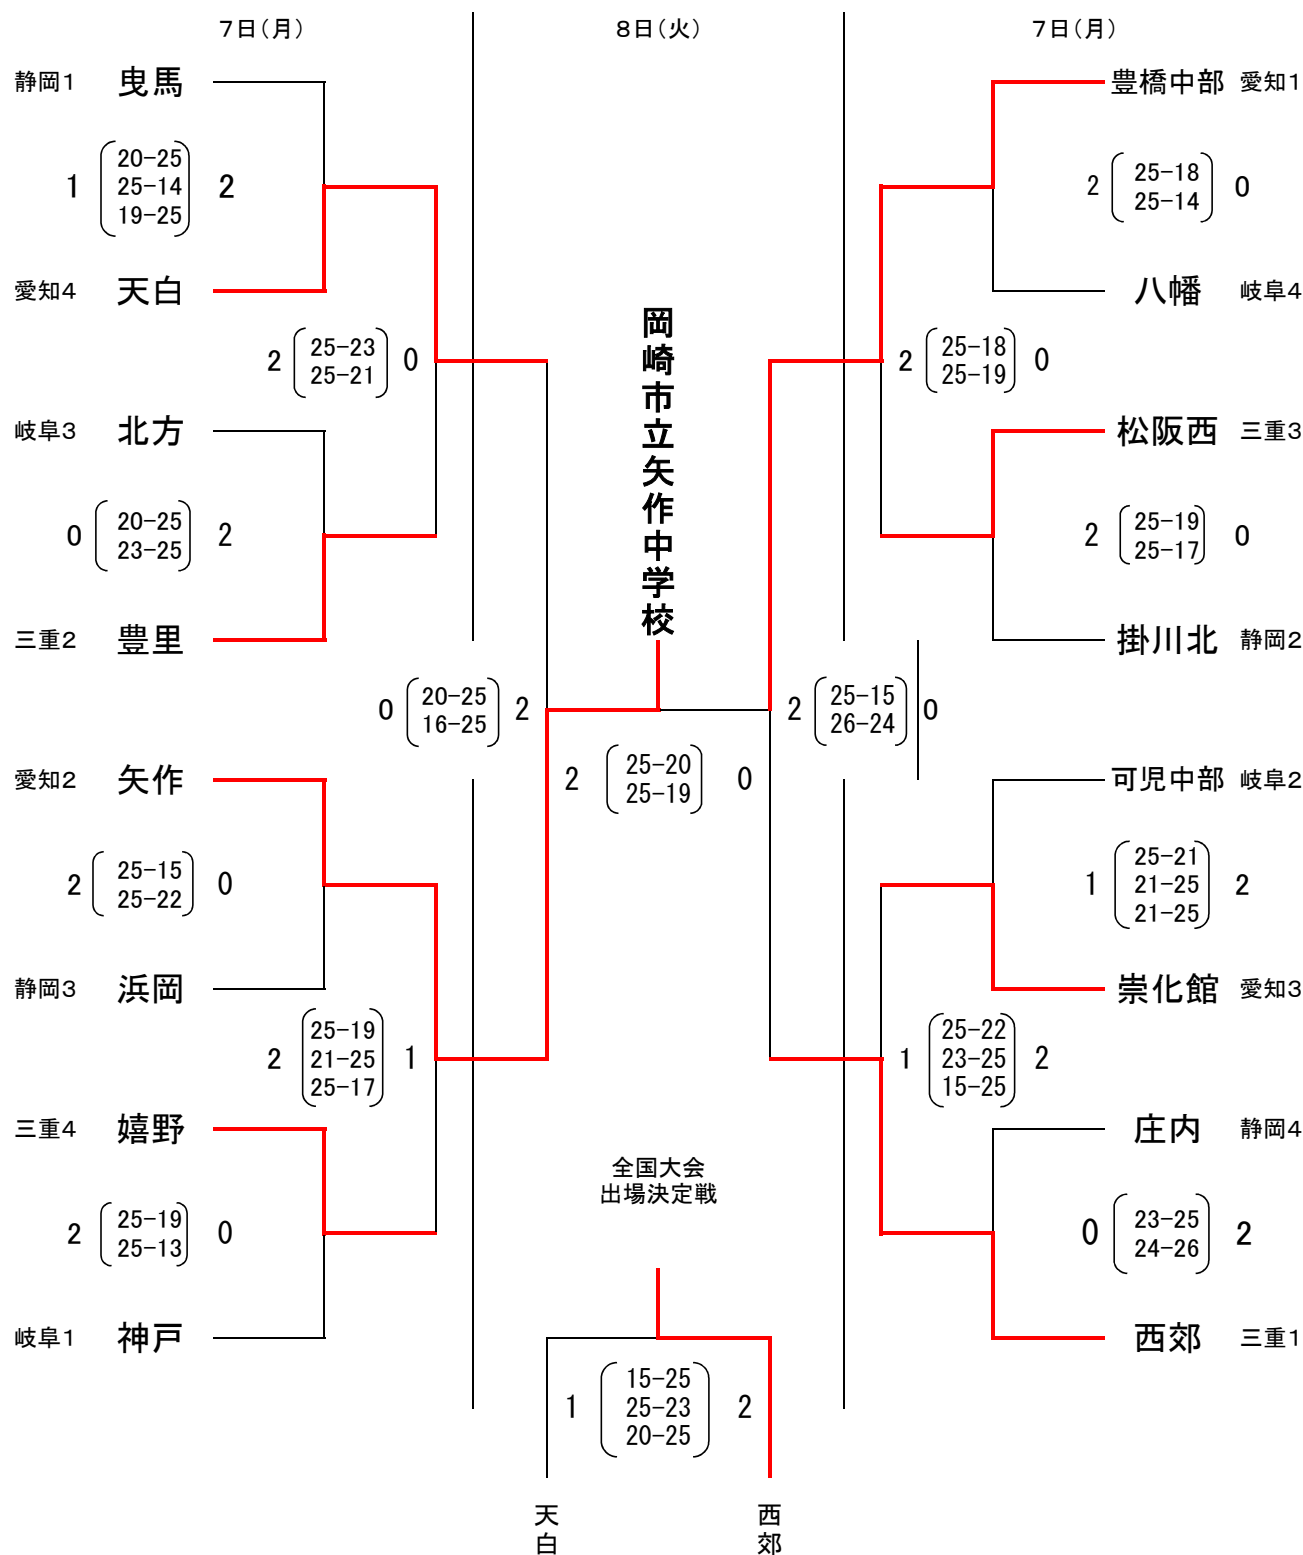 7日(月)
8日(火)
7日(月)
静岡1 曳馬
豊橋中部 愛知1
1
20-25
25-14
19-25
2
2
25-18
25-14
0
愛知4 天白
八幡 岐阜4
岡崎市立矢作中学校
2
25-23
25-21
0
2
25-18
25-19
0
岐阜3 北方
松阪西 三重3
0
20-25
23-25
2
2
25-19
25-17
0
三重2 豊里
掛川北 静岡2
0
20-25
16-25
2
2
25-15
26-24
0
2
25-20
25-19
0
愛知2 矢作
可児中部 岐阜2
2
25-15
25-22
0
1
25-21
21-25
21-25
2
静岡3 浜岡
崇化館 愛知3
2
25-19
21-25
25-17
1
1
25-22
23-25
15-25
2
三重4 嬉野
庄内 静岡4
全国大会
出場決定戦
2
25-19
25-13
0
0
23-25
24-26
2
岐阜1 神戸
西郊 三重1
1
15-25
25-23
20-25
2
天白
西郊